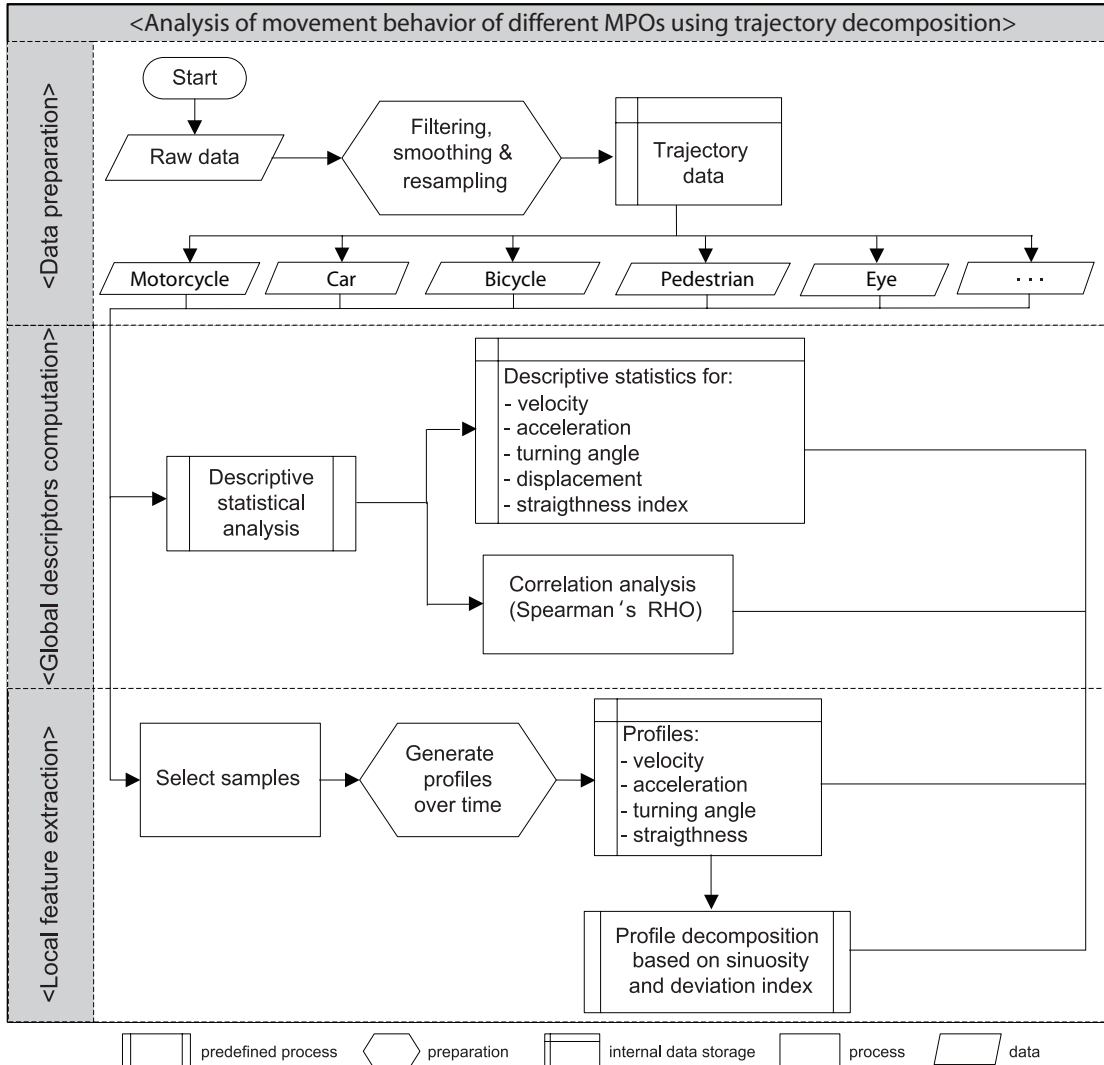 <Analysis of movement behavior of different MPOs using trajectory decomposition>
<Data preparation>
Start
Raw data
Filtering,
smoothing &
resampling
Trajectory
data
Motorcycle
Car
Bicycle
Pedestrian
Eye
...
<Global descriptors computation>
Descriptive
statistical
analysis
Descriptive statistics for:
- velocity
- acceleration
- turning angle
- displacement
- straigthness index
Correlation analysis
(Spearman's RHO)
<Local feature extraction>
Select samples
Generate
profiles
over time
Profiles:
- velocity
- acceleration
- turning angle
- straigthness
Profile decomposition
based on sinuosity
and deviation index
predefined process
preparation
internal data storage
process
data